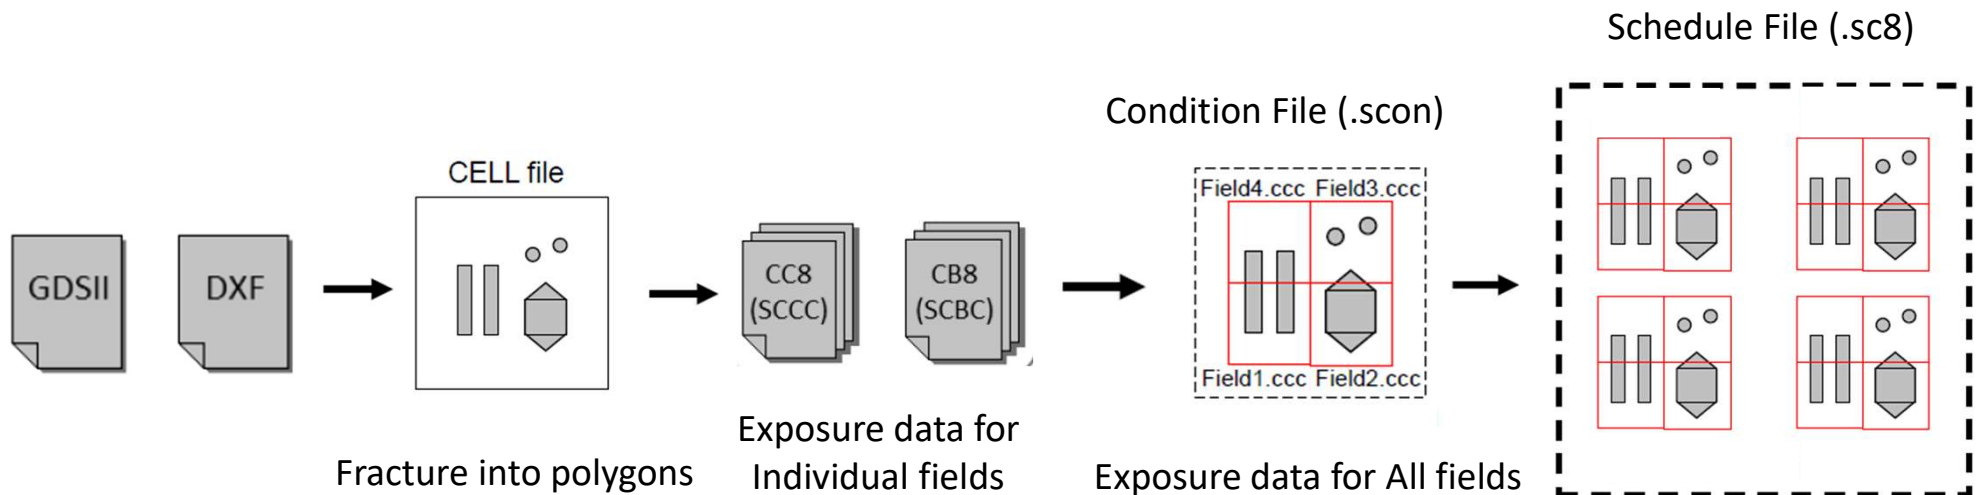 Schedule File (.sc8)
Condition File (.scon)
CELL file
GDSII
DXF
CC8
(SCCC)
CB8
(SCBC)
Field4.ccc Field3.ccc
Field1.ccc Field2.ccc
Fracture into polygons
Exposure data for
Individual fields
Exposure data for All fields